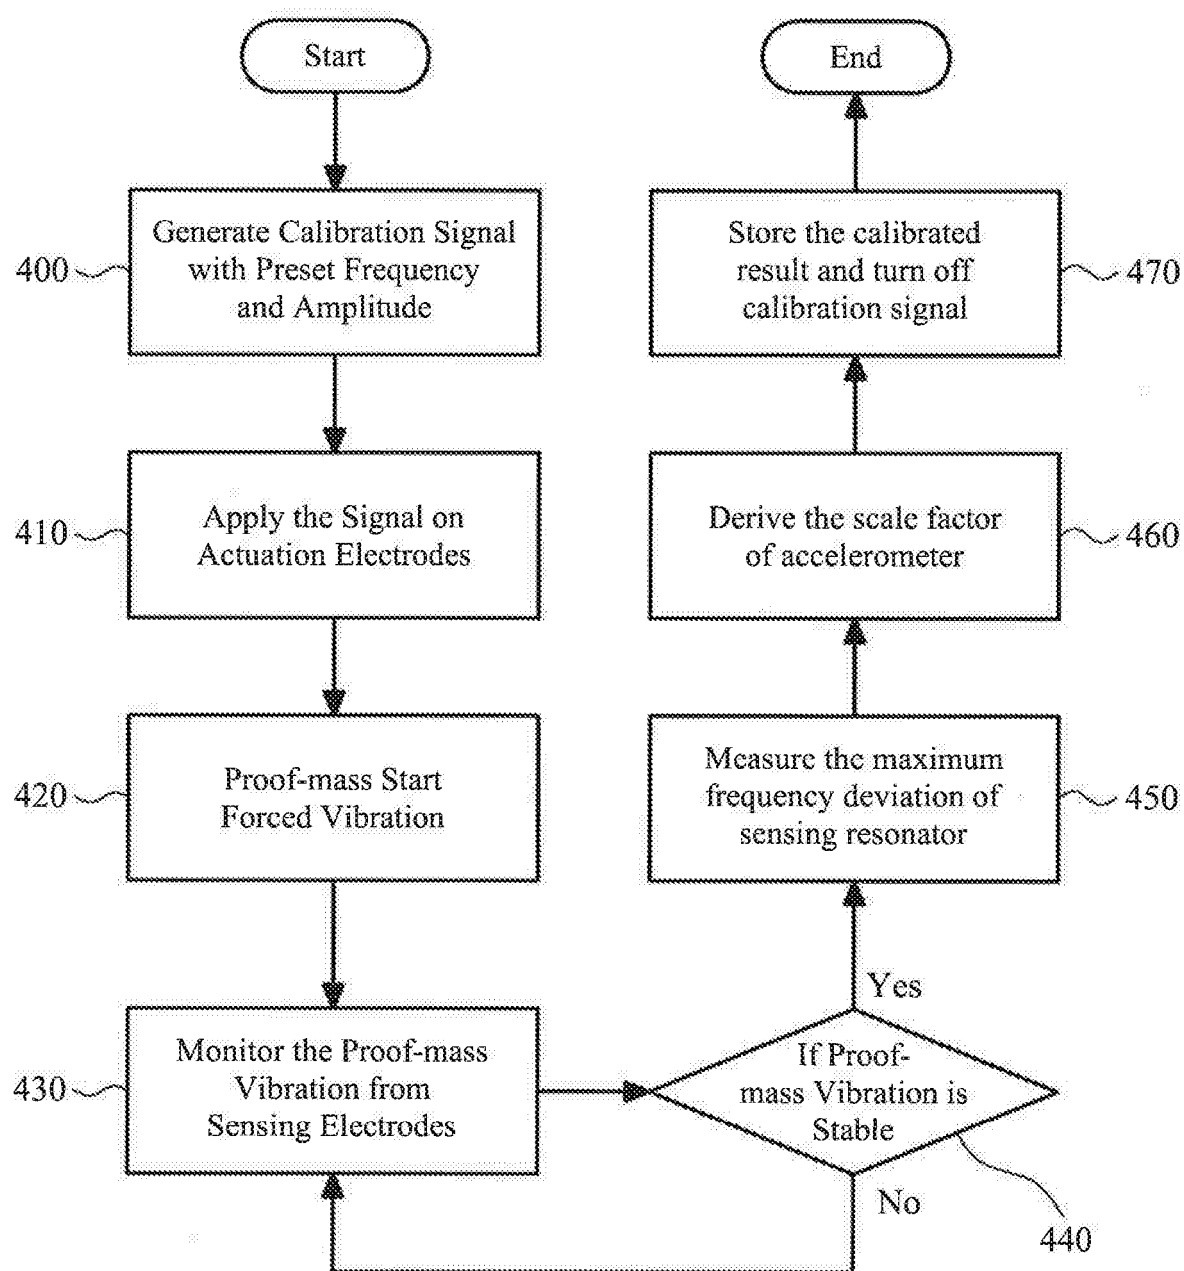 Start
Generate Calibration Signal
with Preset Frequency
and Amplitude
400
Apply the Signal on
Actuation Electrodes
410
Proof-mass Start
Forced Vibration
420
Monitor the Proof-mass
Vibration from
Sensing Electrodes
430
If Proof-
mass Vibration is
Stable
440
Yes
No
Measure the maximum
frequency deviation of
sensing resonator
450
Derive the scale factor
of accelerometer
460
Store the calibrated
result and turn off
calibration signal
470
End